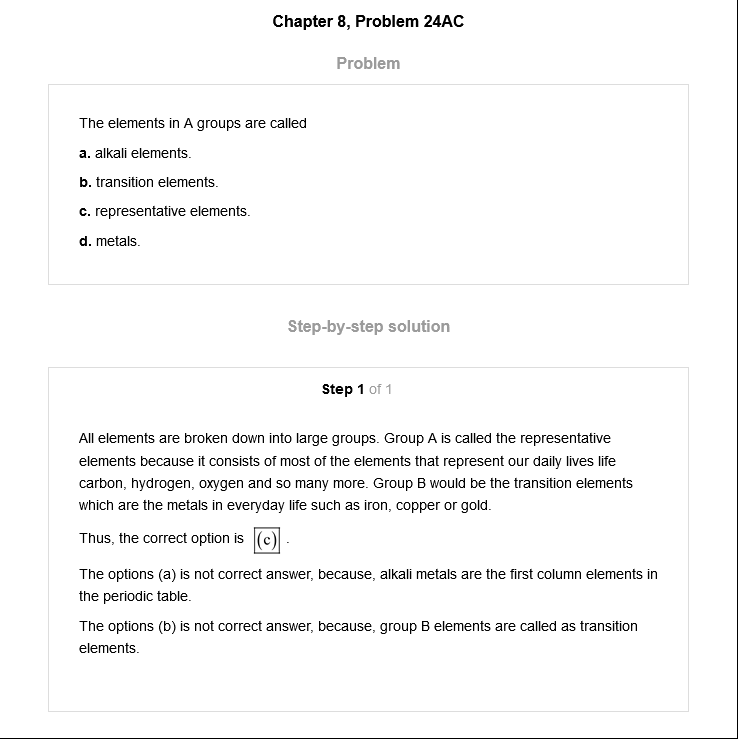 Chapter 8, Problem 24AC
Problem
The elements in A groups are called
a. alkali elements.
b. transition elements.
c. representative elements.
d. metals.
Step-by-step solution
Step 1 of 1
All elements are broken down into large groups. Group A is called the representative
elements because it consists of most of the elements that represent our daily lives life
carbon, hydrogen, oxygen and so many more. Group B would be the transition elements
which are the metals in everyday life such as iron, copper or gold.
Thus, the correct option is (c) .
The options (a) is not correct answer, because, alkali metals are the first column elements in
the periodic table.
The options (b) is not correct answer, because, group B elements are called as transition
elements.